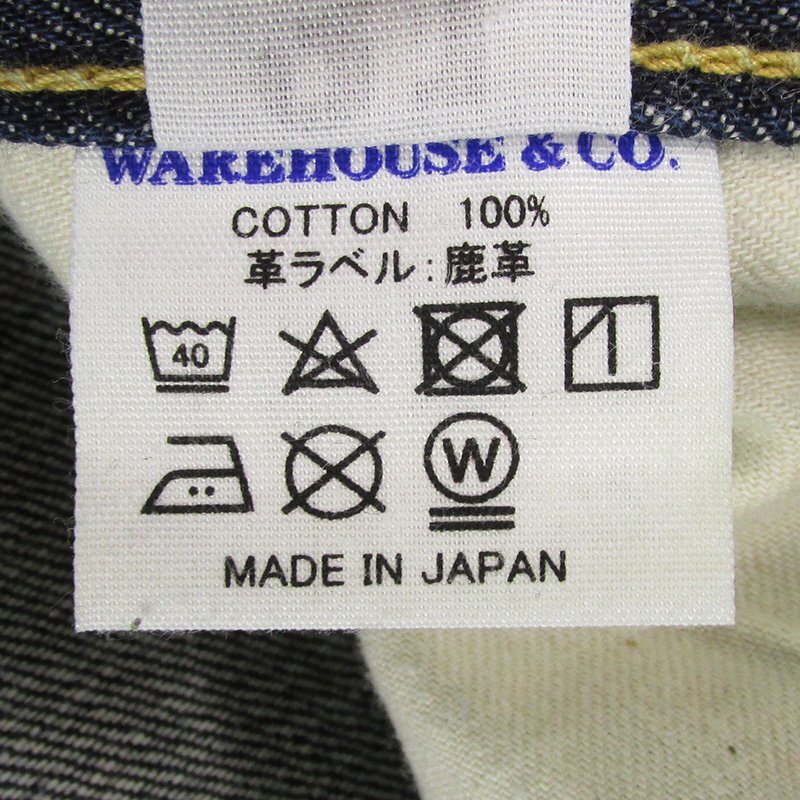 WAREHOUSE & CO.
COTTON 100%
革ラベル:鹿革
40
W
MADE IN JAPAN